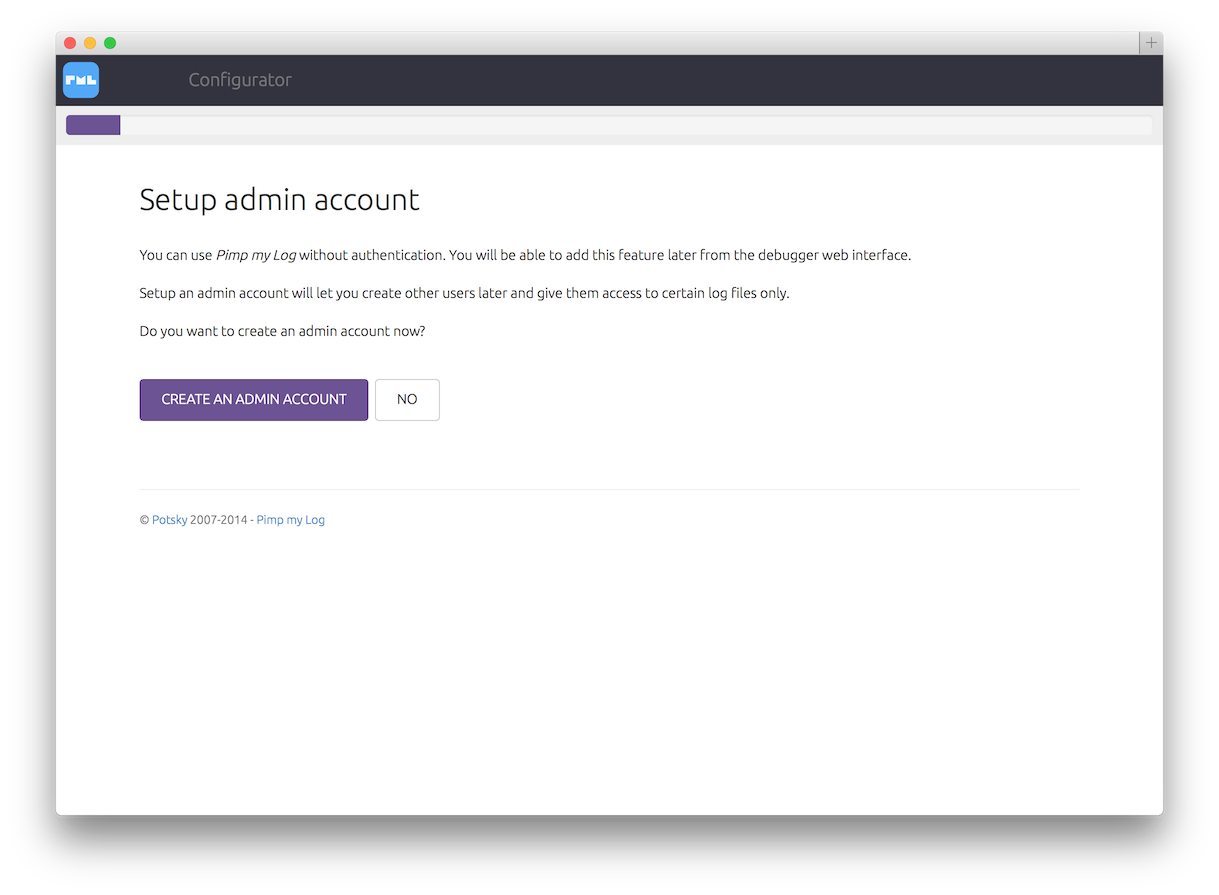 PML
Configurator
Setup admin account
You can use Pimp my Log without authentication. You will be able to add this feature later from the debugger web interface.
Setup an admin account will let you create other users later and give them access to certain log files only.
Do you want to create an admin account now?
CREATE AN ADMIN ACCOUNT NO
© Potsky 2007-2014 - Pimp my Log